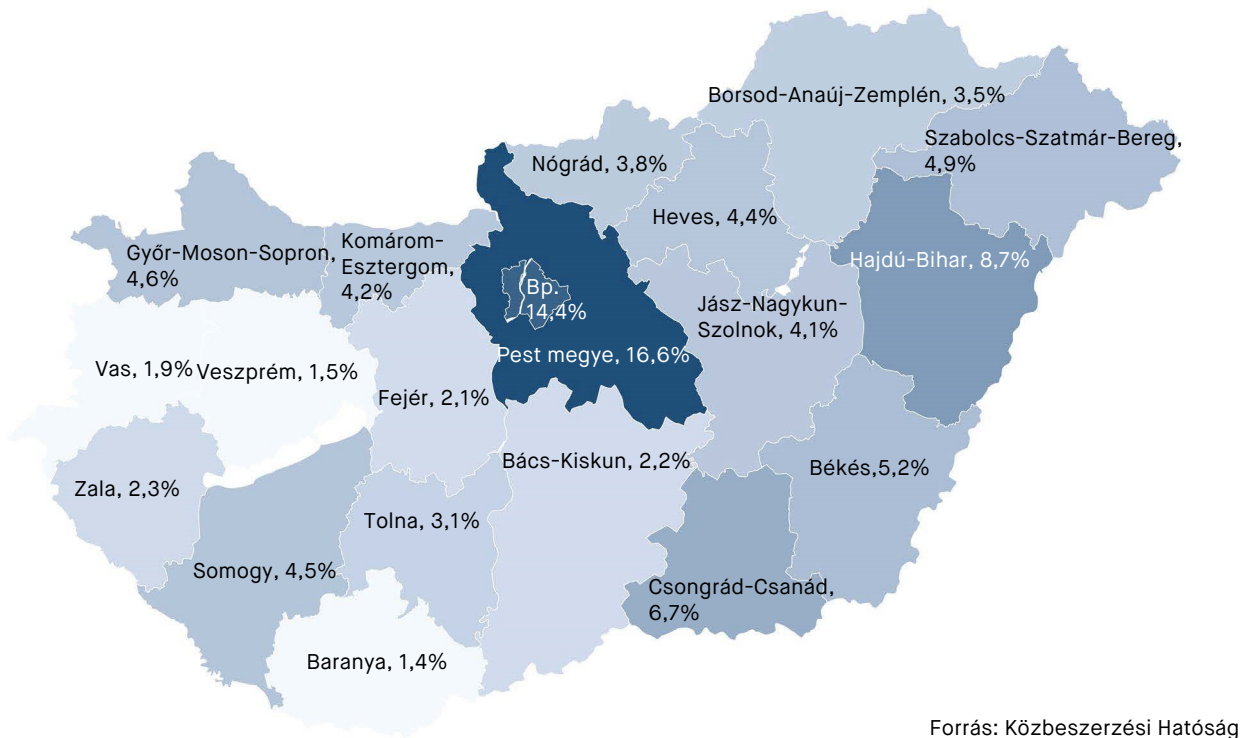 Borsod-Anaúj-Zemplén, 3,5%
Szabolcs-Szatmár-Bereg,
4,9%
Nógrád, 3,8%
Heves, 4,4%
Győr-Moson-Sopron,
4,6%
Komárom-
Esztergom,
4,2%
Hajdú-Bihar, 8,7%
Bp.
14,4%
Jász-Nagykun-
Szolnok, 4,1%
Pest megye, 16,6%
Vas, 1,9%
Veszprém, 1,5%
Fejér, 2,1%
Bács-Kiskun, 2,2%
Békés,5,2%
Zala, 2,3%
Tolna, 3,1%
Somogy, 4,5%
Csongrád-Csanád,
6,7%
Baranya, 1,4%
Forrás: Közbeszerzési Hatóság